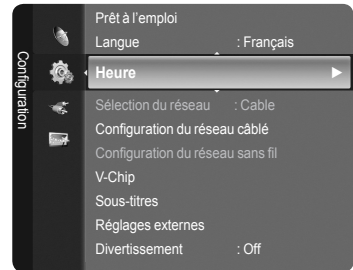 Configuration
Prêt à l'emploi
Langue : Français
Heure
Sélection du réseau : Cable
Configuration du réseau câblé
Configuration du réseau sans fil
V-Chip
Sous-titres
Réglages externes
Divertissement : Off